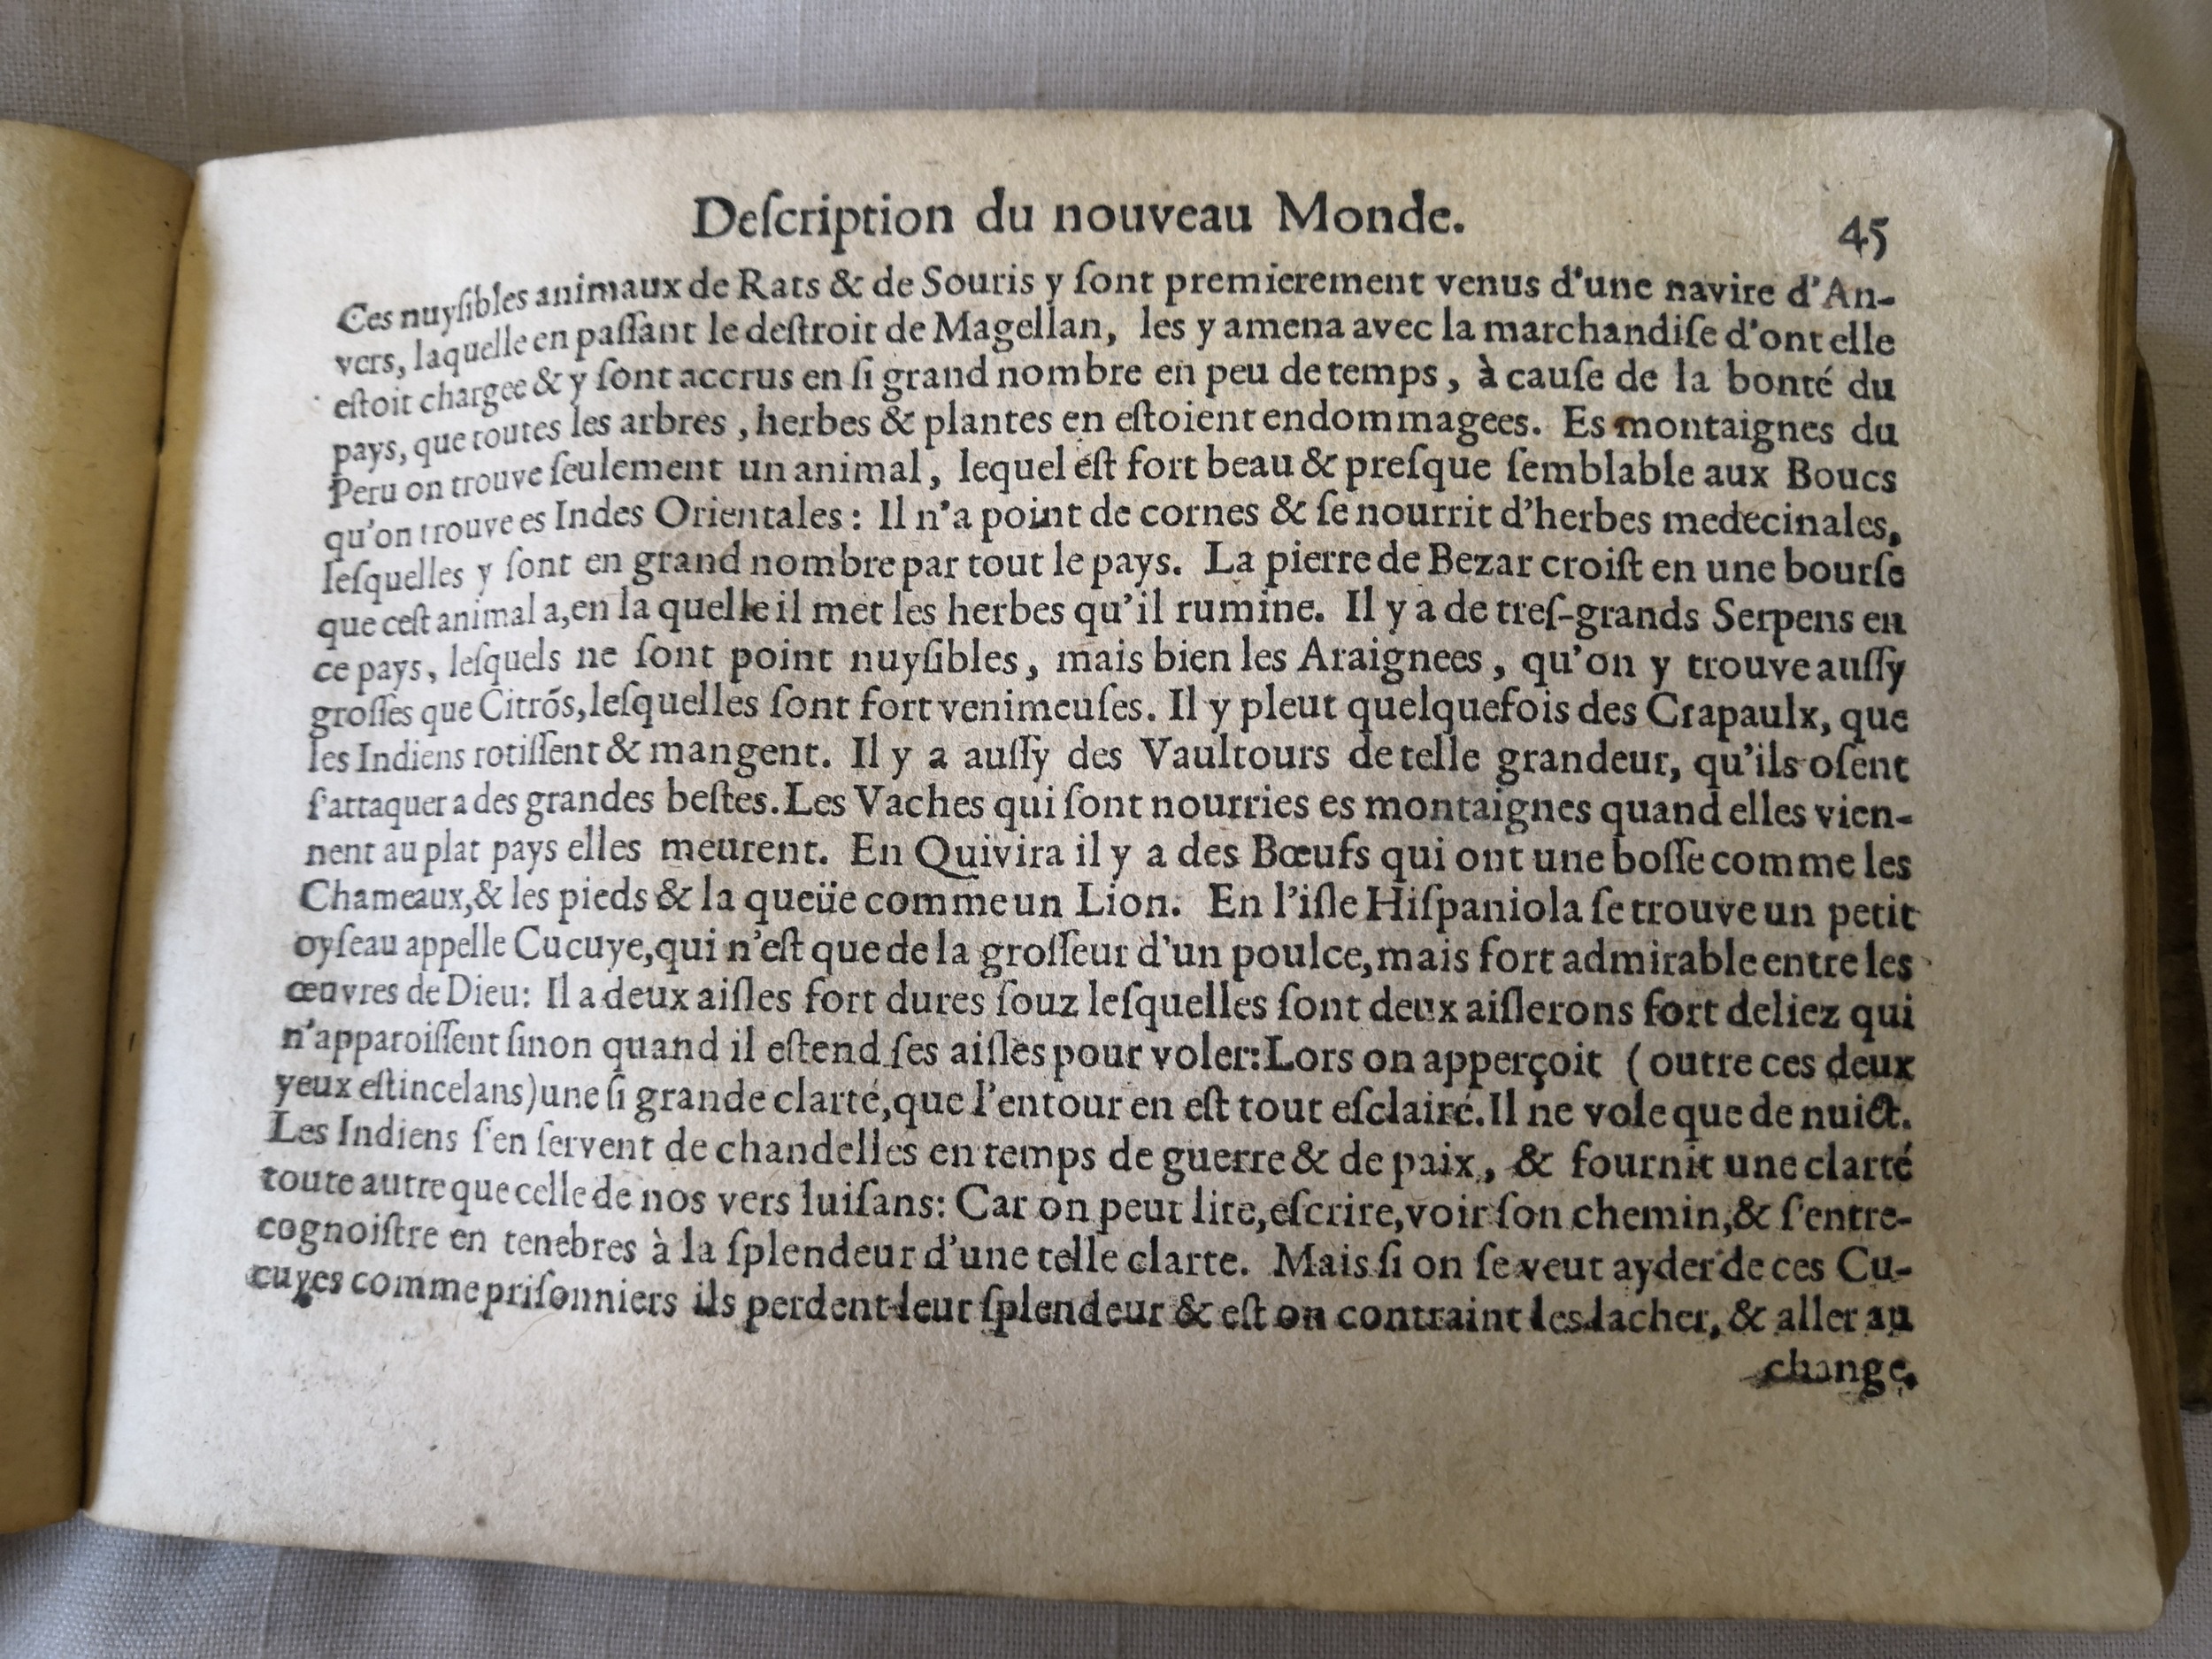 Deſcription du nouveau Monde.
45
Ces nuyſibles animaux de Rats & de Souris y ſont premierement venus d'une navire d'An-
vers, laquelle en paſſant le deſtroit de Magellan, les y amena avec la marchandiſe d'ont elle
eſtoit chargee & y ſont accrus en ſi grand nombre en peu de temps, à cauſe de la bonté du
pays, que toutes les arbres, herbes & plantes en eſtoient endommagees. Es montaignes du
Peru on trouve ſeulement un animal, lequel eſt fort beau & preſque ſemblable aux Boucs
qu'on trouve es Indes Orientales: Il n'a point de cornes & ſe nourrit d'herbes medecinales,
leſquelles y ſont en grand nombre par tout le pays. La pierre de Bezar croiſt en une bourſe
que ceſt animal a, en la quelle il met les herbes qu'il rumine. Il y a de treſ-grands Serpens en
ce pays, leſquels ne ſont point nuyſibles, mais bien les Araignees, qu'on y trouve auſſy
groſſes que Citrõs, leſquelles ſont fort venimeuſes. Il y pleut quelquefois des Crapaulx, que
les Indiens rotiſſent & mangent. Il y a auſſy des Vaultours de telle grandeur, qu'ils oſent
ſ'attaquer a des grandes beſtes. Les Vaches qui ſont nourries es montaignes quand elles vien-
nent au plat pays elles meurent. En Quivira il y a des Bœufs qui ont une boſſe comme les
Chameaux, & les pieds & la queüe comme un Lion. En l'iſle Hiſpaniola ſe trouve un petit
oyſeau appelle Cucuye, qui n'eſt que de la groſſeur d'un poulce, mais fort admirable entre les
œuvres de Dieu: Il a deux aiſles fort dures ſouz leſquelles ſont deux aiſlerons fort deliez qui
n'apparoiſſent ſinon quand il eſtend ſes aiſles pour voler: Lors on apperçoit (outre ces deux
yeux eſtincelans) une ſi grande clarté, que l'entour en eſt tout eſclairé. Il ne vole que de nuict.
Les Indiens ſ'en ſervent de chandelles en temps de guerre & de paix, & fournit une clarté
toute autre que celle de nos vers luiſans: Car on peut lire, eſcrire, voir ſon chemin, & ſ'entre-
cognoiſtre en tenebres à la ſplendeur d'une telle clarte. Mais ſi on ſe veut ayder de ces Cu-
cuyes comme priſonniers ils perdent leur ſplendeur & eſt on contraint les lacher, & aller au
change.